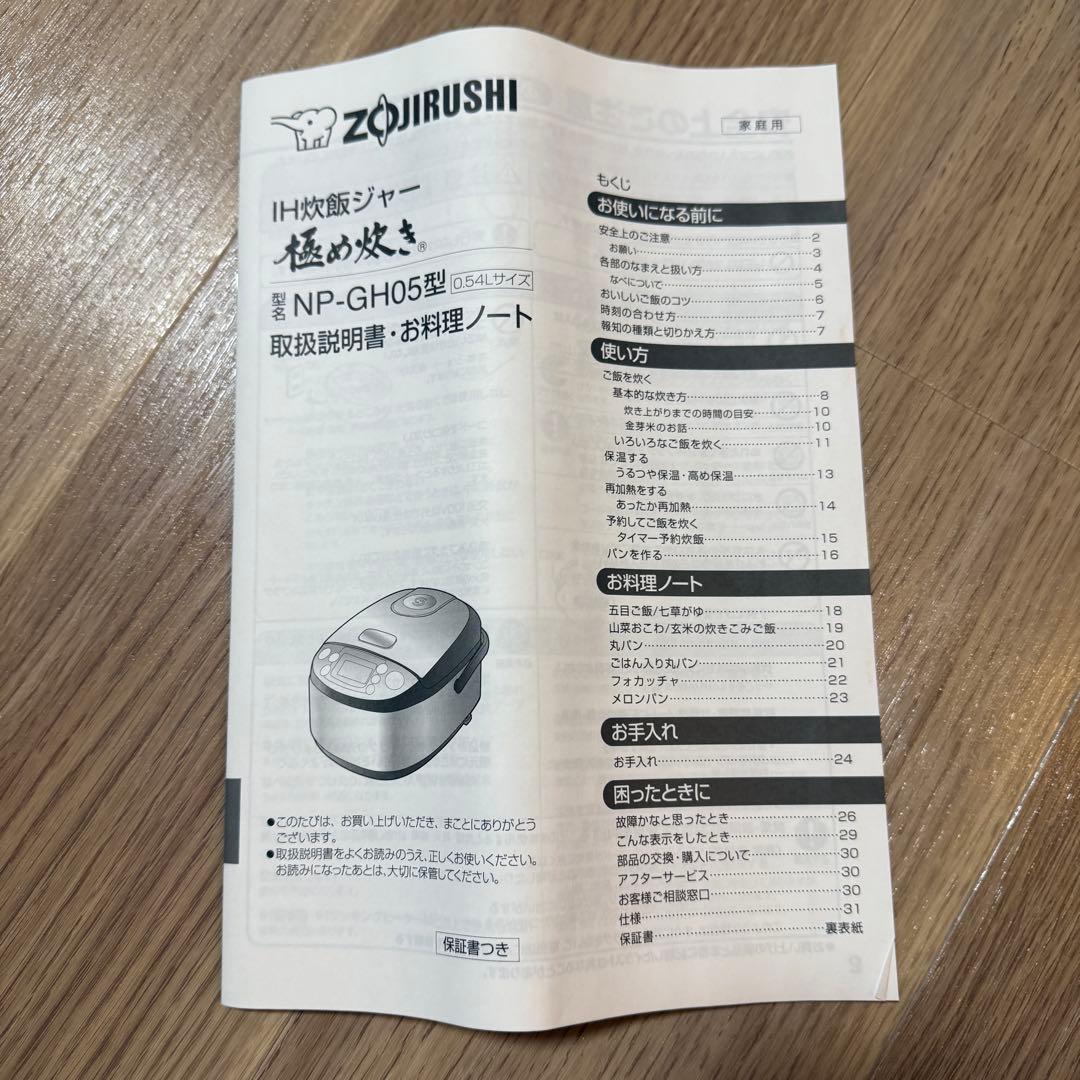 ZOJIRUSHI
IH炊飯ジャー
極め炊き®
型名 NP-GH05型 0.54Lサイズ
取扱説明書・お料理ノート
●このたびは、お買い上げいただき、まことにありがとう
ございます。
●取扱説明書をよくお読みのうえ、正しくお使いください。
お読みになったあとは、大切に保管してください。
保証書つき
家庭用
もくじ
お使いになる前に
安全上のご注意……2
お願い……3
各部のなまえと扱い方……4
なべについて……5
おいしいご飯のコツ……6
時刻の合わせ方……7
報知の種類と切りかえ方……7
使い方
ご飯を炊く
基本的な炊き方……8
炊き上がりまでの時間の目安……10
金芽米のお話……10
いろいろなご飯を炊く……11
保温する
うるつや保温・高め保温……13
再加熱をする
あったか再加熱……14
予約してご飯を炊く
タイマー予約炊飯……15
パンを作る……16
お料理ノート
五目ご飯/七草がゆ……18
山菜おこわ/玄米の炊きこみご飯……19
丸パン……20
ごはん入り丸パン……21
フォカッチャ……22
メロンパン……23
お手入れ
お手入れ……24
困ったときに
故障かなと思ったとき……26
こんな表示をしたとき……29
部品の交換・購入について……30
アフターサービス……30
お客様ご相談窓口……30
仕様……31
保証書……裏表紙